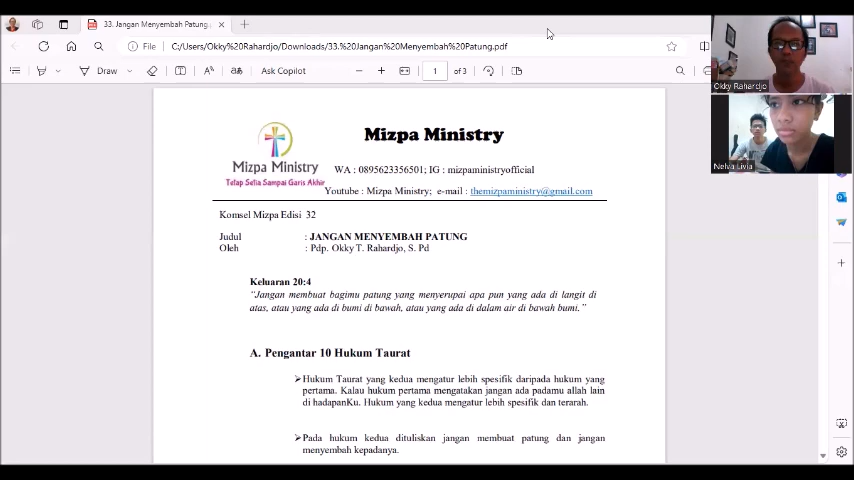 33. Jangan Menyembah Patung.
File
C:/Users/Okky%20Rahardjo/Downloads/33.%20Jangan%20Menyembah%20Patung.pdf
Draw
Ask Copilot
1 of 3
Okky Rahardjo
Nelva Livia
Mizpa Ministry
Mizpa Ministry
Tetap Setia Sampai Garis Akhir
WA : 0895623356501; IG : mizpaministryofficial
Youtube : Mizpa Ministry; e-mail : themizpaministry@gmail.com
Komsel Mizpa Edisi 32
Judul : JANGAN MENYEMBAH PATUNG
Oleh : Pdp. Okky T. Rahardjo, S. Pd
Keluaran 20:4
“Jangan membuat bagimu patung yang menyerupai apa pun yang ada di langit di
atas, atau yang ada di bumi di bawah, atau yang ada di dalam air di bawah bumi.”
A. Pengantar 10 Hukum Taurat
➢Hukum Taurat yang kedua mengatur lebih spesifik daripada hukum yang
pertama. Kalau hukum pertama mengatakan jangan ada padamu allah lain
di hadapanKu. Hukum yang kedua mengatur lebih spesifik dan terarah.
➢Pada hukum kedua dituliskan jangan membuat patung dan jangan
menyembah kepadanya.